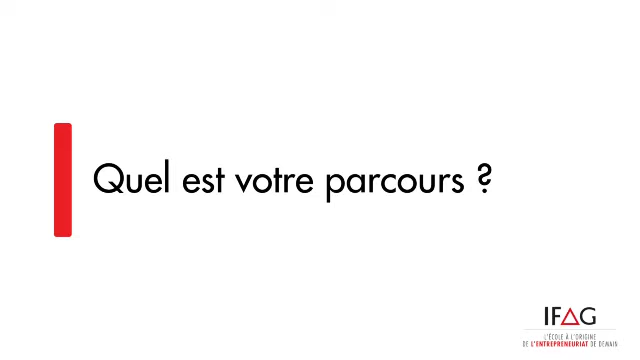 Quel est votre parcours ?
IFAG
L'ÉCOLE À L'ORIGINE
DE L'ENTREPRENEURIAT DE DEMAIN